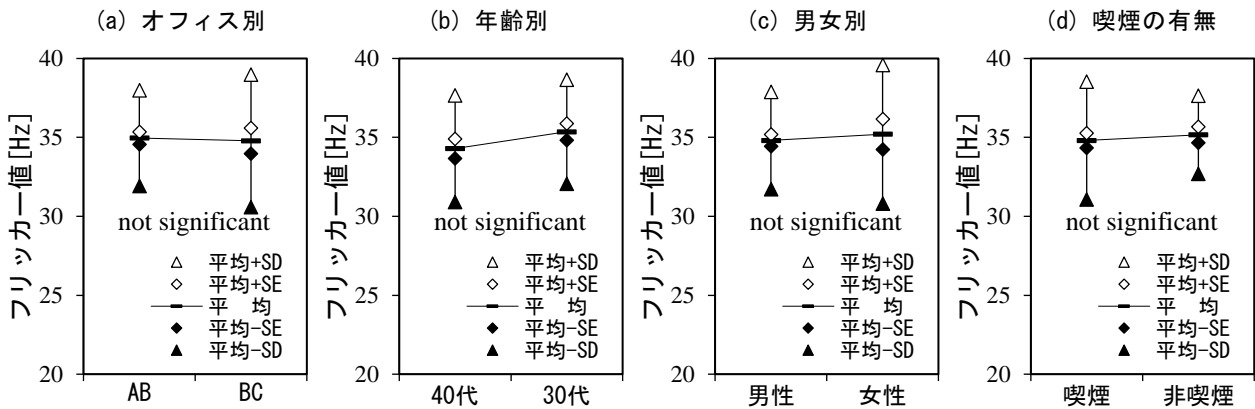 (a) オフィス別
フリッカー値[Hz]
40
35
30
25
20
not significant
平均+SD
平均+SE
平　均
平均−SE
平均−SD
AB
BC
(b) 年齢別
フリッカー値[Hz]
40
35
30
25
20
not significant
平均+SD
平均+SE
平　均
平均−SE
平均−SD
40代
30代
(c) 男女別
フリッカー値[Hz]
40
35
30
25
20
not significant
平均+SD
平均+SE
平　均
平均−SE
平均−SD
男性
女性
(d) 喫煙の有無
フリッカー値[Hz]
40
35
30
25
20
not significant
平均+SD
平均+SE
平　均
平均−SE
平均−SD
喫煙
非喫煙